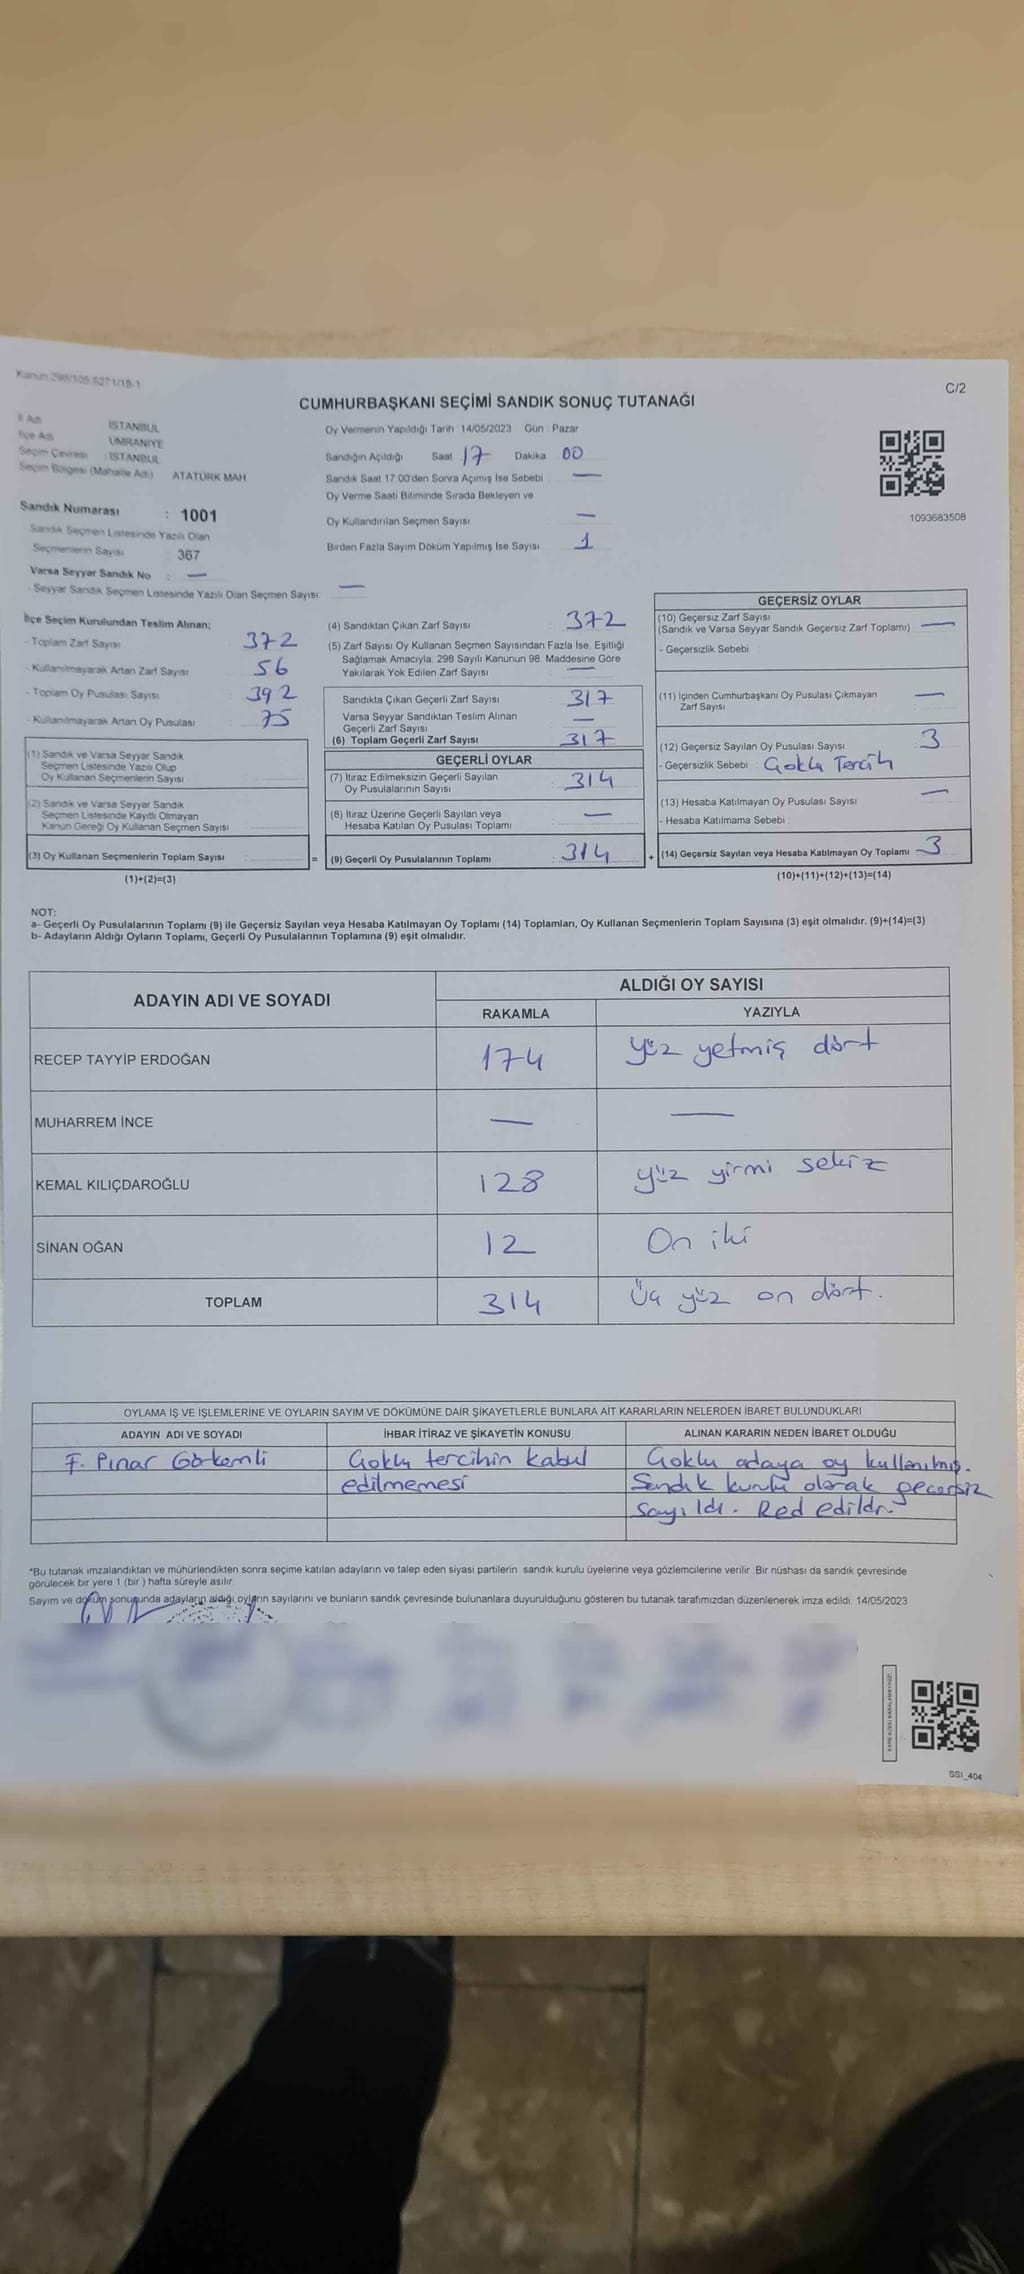 Kanun 298/105,6271/18-1
C/2
CUMHURBAŞKANI SEÇİMİ SANDIK SONUÇ TUTANAĞI
İl Adı : İSTANBUL
İlçe Adı : ÜMRANİYE
Seçim Çevresi : İSTANBUL
Seçim Bölgesi (Mahalle Adı) ATATÜRK MAH
Sandık Numarası : 1001
Sandık Seçmen Listesinde Yazılı Olan
Seçmenlerin Sayısı : 367
Varsa Seyyar Sandık No : —
- Seyyar Sandık Seçmen Listesinde Yazılı Olan Seçmen Sayısı —
Oy Vermenin Yapıldığı Tarih :14/05/2023 Gün : Pazar
Sandığın Açıldığı Saat 17 Dakika 00
Sandık Saat 17:00'den Sonra Açımış İse Sebebi : —
Oy Verme Saati Bitiminde Sırada Bekleyen ve
Oy Kullandırılan Seçmen Sayısı —
Birden Fazla Sayım Döküm Yapılmış İse Sayısı : 1
1093683508
İlçe Seçim Kurulundan Teslim Alınan;
- Toplam Zarf Sayısı 372
- Kullanılmayarak Artan Zarf Sayısı 56
- Toplam Oy Pusulası Sayısı 392
- Kullanılmayarak Artan Oy Pusulası 75
(1) Sandık ve Varsa Seyyar Sandık
Seçmen Listesinde Yazılı Olup
Oy Kullanan Seçmenlerin Sayısı
(2) Sandık ve Varsa Seyyar Sandık
Seçmen Listesinde Kayıtlı Olmayan
Kanun Gereği Oy Kullanan Seçmen Sayısı
(3) Oy Kullanan Seçmenlerin Toplam Sayısı =
(1)+(2)=(3)
(4) Sandıktan Çıkan Zarf Sayısı : 372
(5) Zarf Sayısı Oy Kullanan Seçmen Sayısından Fazla İse, Eşitliği
Sağlamak Amacıyla; 298 Sayılı Kanunun 98. Maddesine Göre
Yakılarak Yok Edilen Zarf Sayısı : —
Sandıkta Çıkan Geçerli Zarf Sayısı 317
Varsa Seyyar Sandıktan Teslim Alınan
Geçerli Zarf Sayısı —
(6) Toplam Geçerli Zarf Sayısı 317
GEÇERLİ OYLAR
(7) İtiraz Edilmeksizin Geçerli Sayılan
Oy Pusulalarının Sayısı : 314
(8) İtiraz Üzerine Geçerli Sayılan veya
Hesaba Katılan Oy Pusulası Toplamı : —
(9) Geçerli Oy Pusulalarının Toplamı : 314 +
GEÇERSİZ OYLAR
(10) Geçersiz Zarf Sayısı
(Sandık ve Varsa Seyyar Sandık Geçersiz Zarf Toplamı) —
- Geçersizlik Sebebi :
(11) İçinden Cumhurbaşkanı Oy Pusulası Çıkmayan
Zarf Sayısı —
(12) Geçersiz Sayılan Oy Pusulası Sayısı 3
- Geçersizlik Sebebi : Çoklu Tercih
(13) Hesaba Katılmayan Oy Pusulası Sayısı —
- Hesaba Katılmama Sebebi :
(14) Geçersiz Sayılan veya Hesaba Katılmayan Oy Toplamı 3
(10)+(11)+(12)+(13)=(14)
NOT:
a- Geçerli Oy Pusulalarının Toplamı (9) ile Geçersiz Sayılan veya Hesaba Katılmayan Oy Toplamı (14) Toplamları, Oy Kullanan Seçmenlerin Toplam Sayısına (3) eşit olmalıdır. (9)+(14)=(3)
b- Adayların Aldığı Oyların Toplamı, Geçerli Oy Pusulalarının Toplamına (9) eşit olmalıdır.
ADAYIN ADI VE SOYADI ALDIĞI OY SAYISI
RAKAMLA YAZIYLA
RECEP TAYYİP ERDOĞAN 174 yüz yetmiş dört
MUHARREM İNCE — —
KEMAL KILIÇDAROĞLU 128 yüz yirmi sekiz
SİNAN OĞAN 12 On iki
TOPLAM 314 Üç yüz on dört.
OYLAMA İŞ VE İŞLEMLERİNE VE OYLARIN SAYIM VE DÖKÜMÜNE DAİR ŞİKAYETLERLE BUNLARA AİT KARARLARIN NELERDEN İBARET BULUNDUKLARI
ADAYIN ADI VE SOYADI İHBAR İTİRAZ VE ŞİKAYETİN KONUSU ALINAN KARARIN NEDEN İBARET OLDUĞU
F. Pınar Görkemli Çoklu tercihin kabul Çoklu adaya oy kullanılmış.
edilmemesi Sandık kurulu olarak geçersiz
sayıldı. Red edildi.
*Bu tutanak imzalandıktan ve mühürlendikten sonra seçime katılan adayların ve talep eden siyasi partilerin sandık kurulu üyelerine veya gözlemcilerine verilir. Bir nüshası da sandık çevresinde
görülecek bir yere 1 (bir ) hafta süreyle asılır.
Sayım ve döküm sonucunda adayların aldığı oyların sayılarını ve bunların sandık çevresinde bulunanlara duyurulduğunu gösteren bu tutanak tarafımızdan düzenlenerek imza edildi. 14/05/2023
KARE KODU KARALAMAYINIZ!
SSI_404